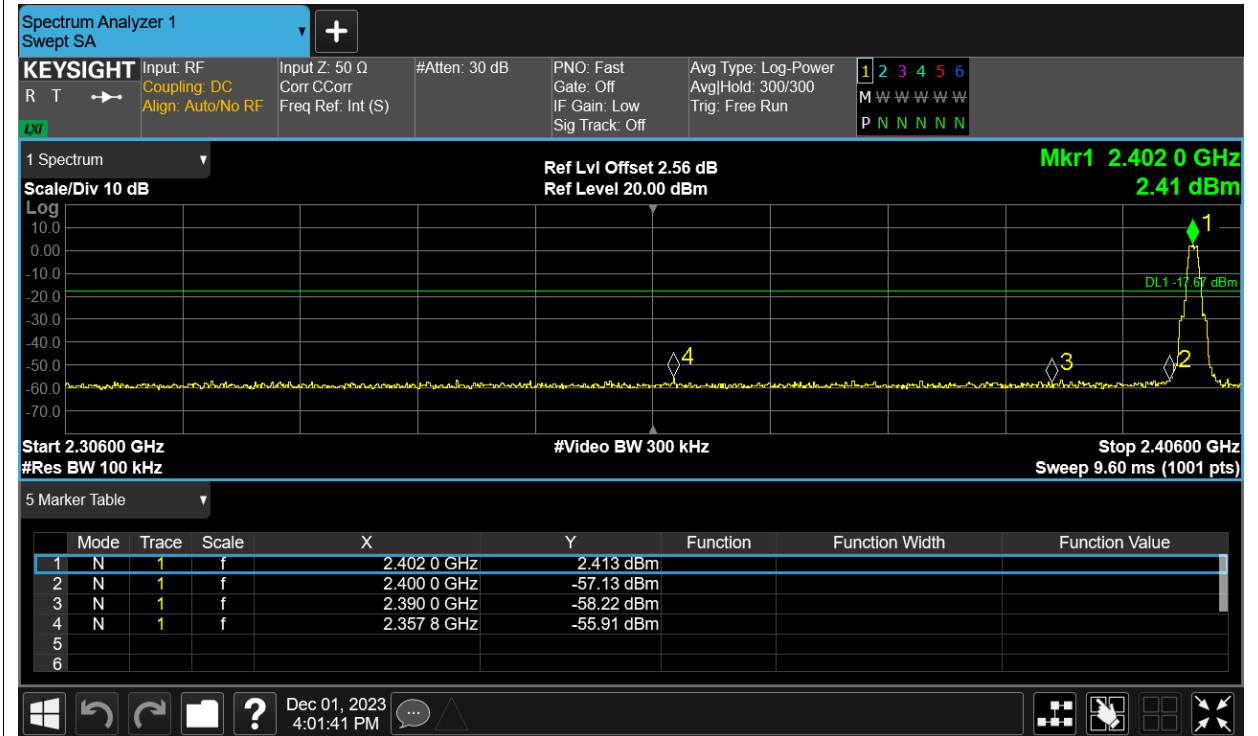 Spectrum Analyzer 1
Swept SA
+
KEYSIGHT Input: RF Input Z: 50 Ω #Atten: 30 dB PNO: Fast Avg Type: Log-Power 1 2 3 4 5 6
R T Coupling: DC Corr CCorr Gate: Off Avg|Hold: 300/300 M W W W W W
Align: Auto/No RF Freq Ref: Int (S) IF Gain: Low Trig: Free Run
LXI Sig Track: Off P N N N N N
1 Spectrum
Ref Lvl Offset 2.56 dB Mkr1 2.402 0 GHz
Scale/Div 10 dB Ref Level 20.00 dBm 2.41 dBm
Log
10.0 1
0.00
-10.0
DL1 -17.67 dBm
-20.0
-30.0
-40.0
-50.0 4 3 2
-60.0
-70.0
Start 2.30600 GHz #Video BW 300 kHz Stop 2.40600 GHz
#Res BW 100 kHz Sweep 9.60 ms (1001 pts)
5 Marker Table
Mode Trace Scale X Y Function Function Width Function Value
1 N 1 f 2.402 0 GHz 2.413 dBm
2 N 1 f 2.400 0 GHz -57.13 dBm
3 N 1 f 2.390 0 GHz -58.22 dBm
4 N 1 f 2.357 8 GHz -55.91 dBm
5
6
? Dec 01, 2023
4:01:41 PM